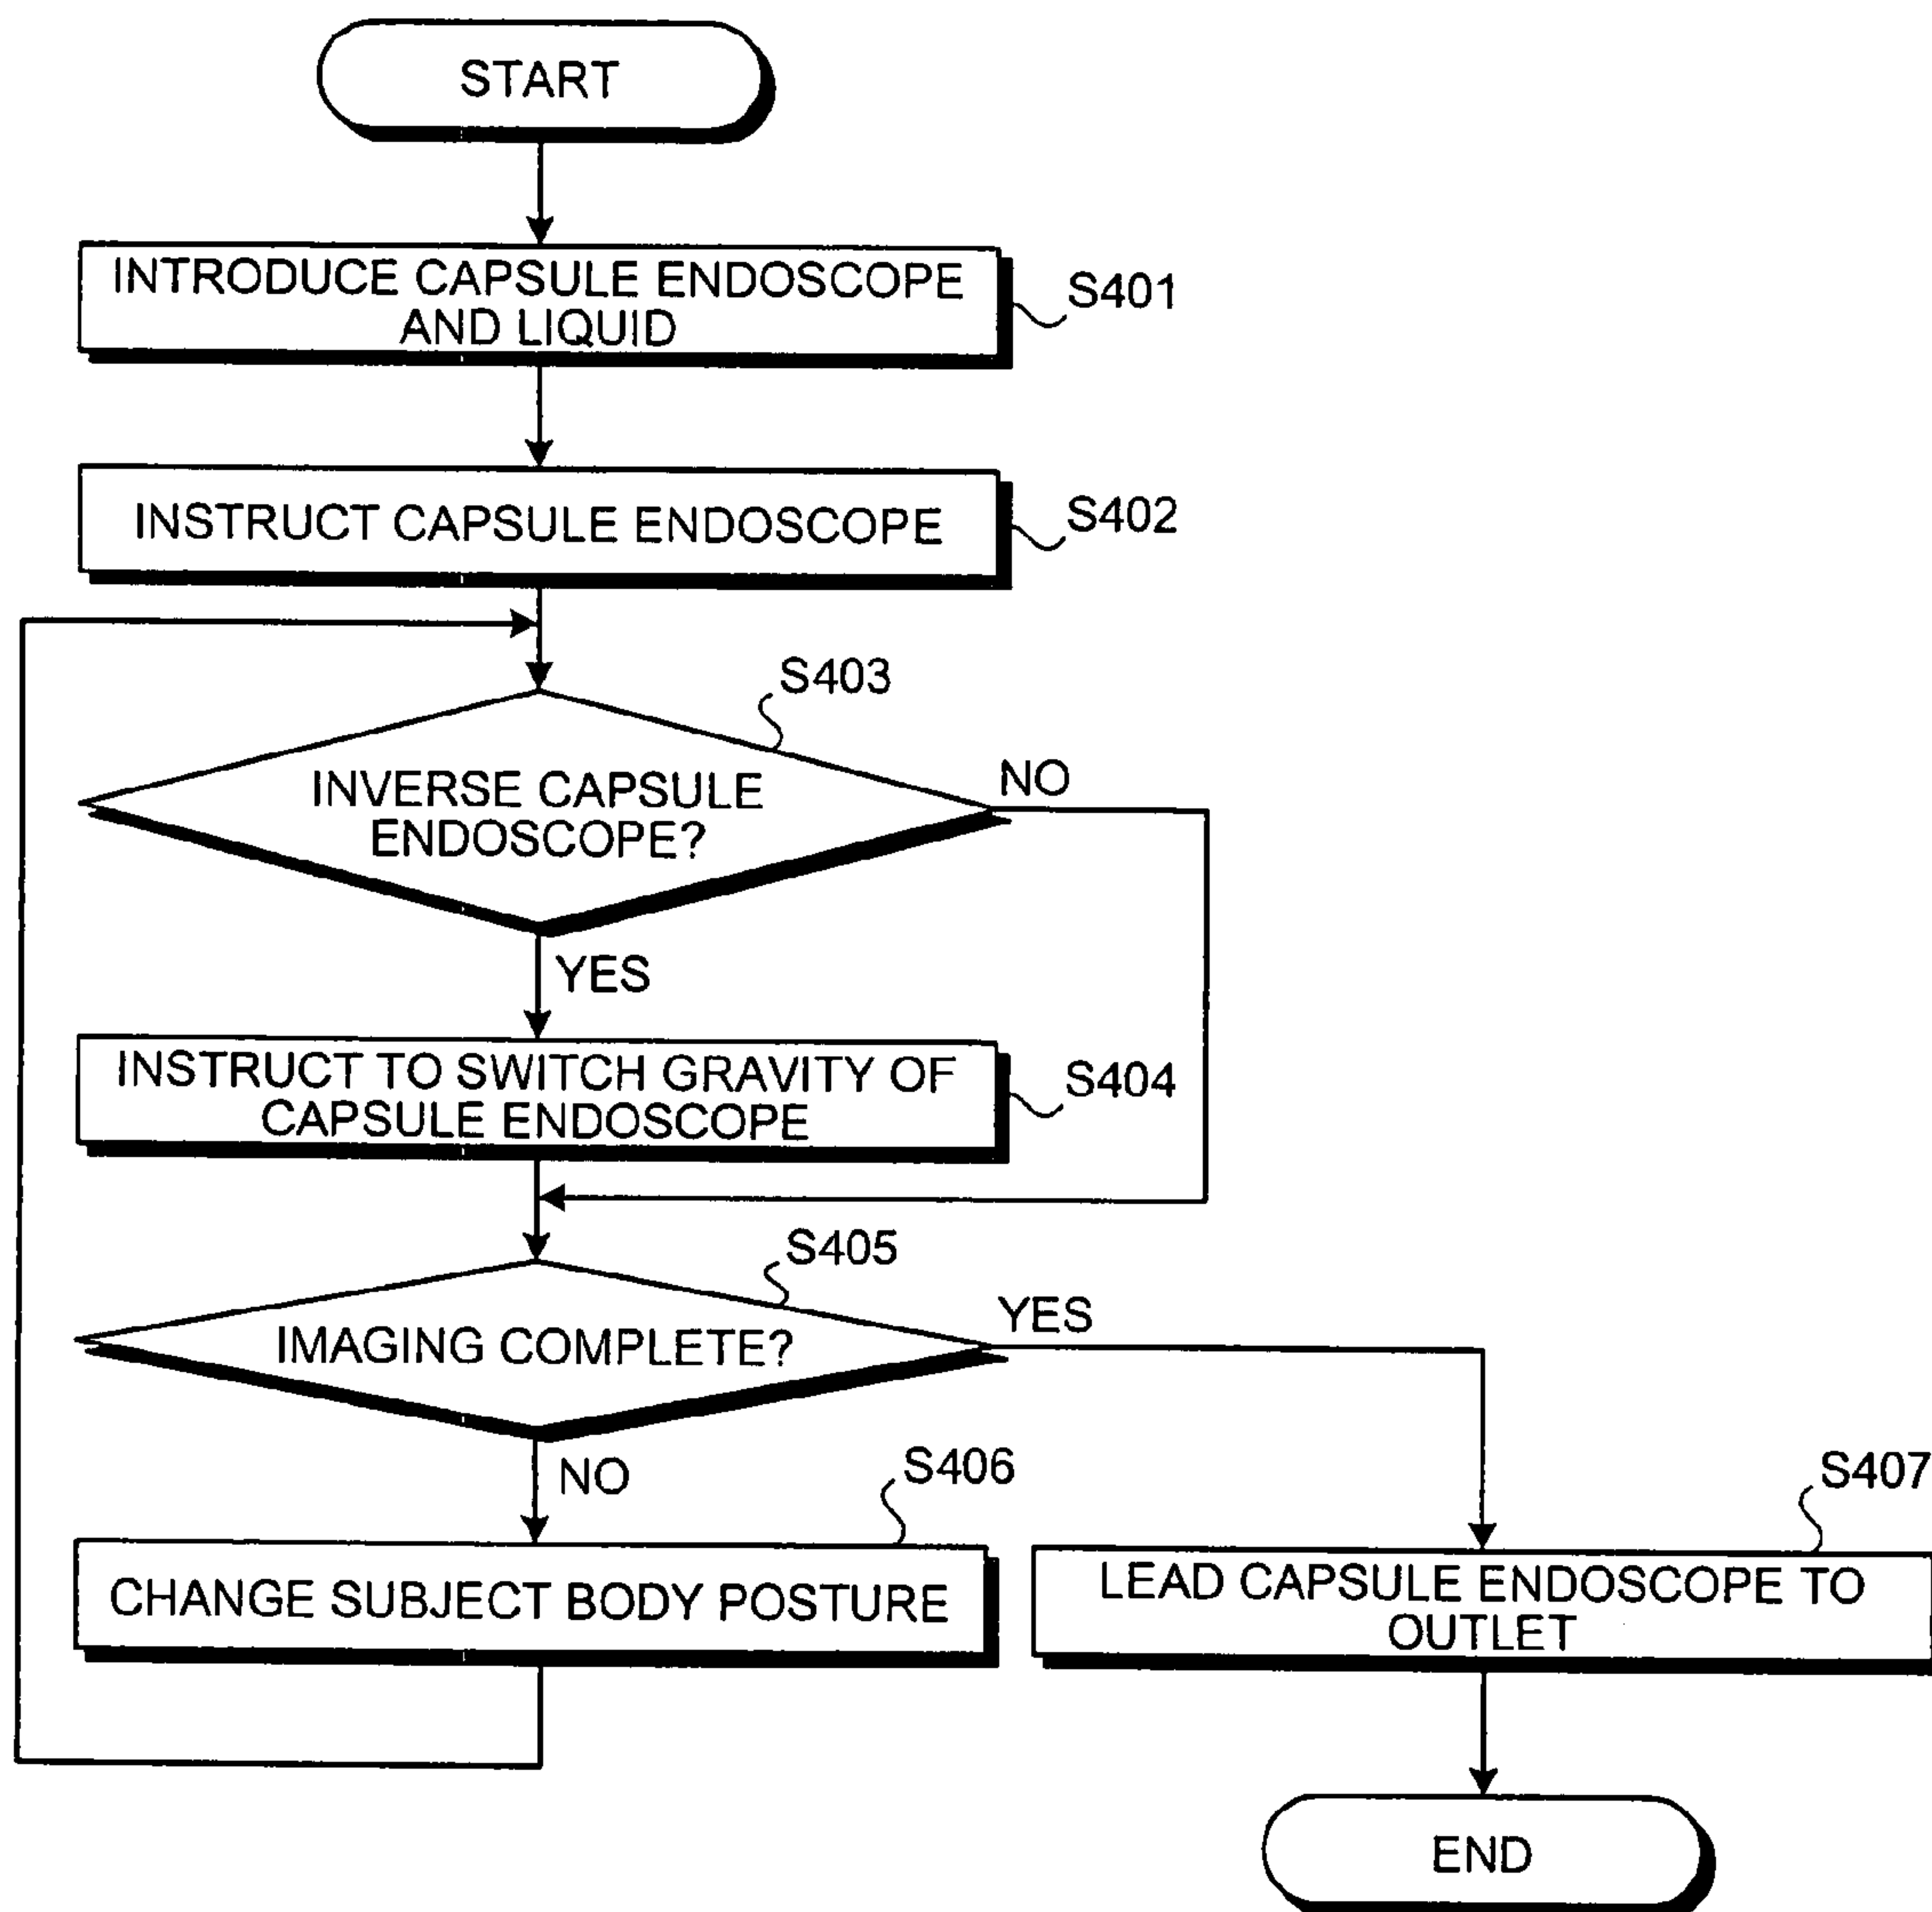 START
INTRODUCE CAPSULE ENDOSCOPE
AND LIQUID
S401
INSTRUCT CAPSULE ENDOSCOPE
S402
S403
INVERSE CAPSULE
ENDOSCOPE?
NO
YES
INSTRUCT TO SWITCH GRAVITY OF
CAPSULE ENDOSCOPE
S404
S405
IMAGING COMPLETE?
YES
NO
S406
CHANGE SUBJECT BODY POSTURE
S407
LEAD CAPSULE ENDOSCOPE TO
OUTLET
END